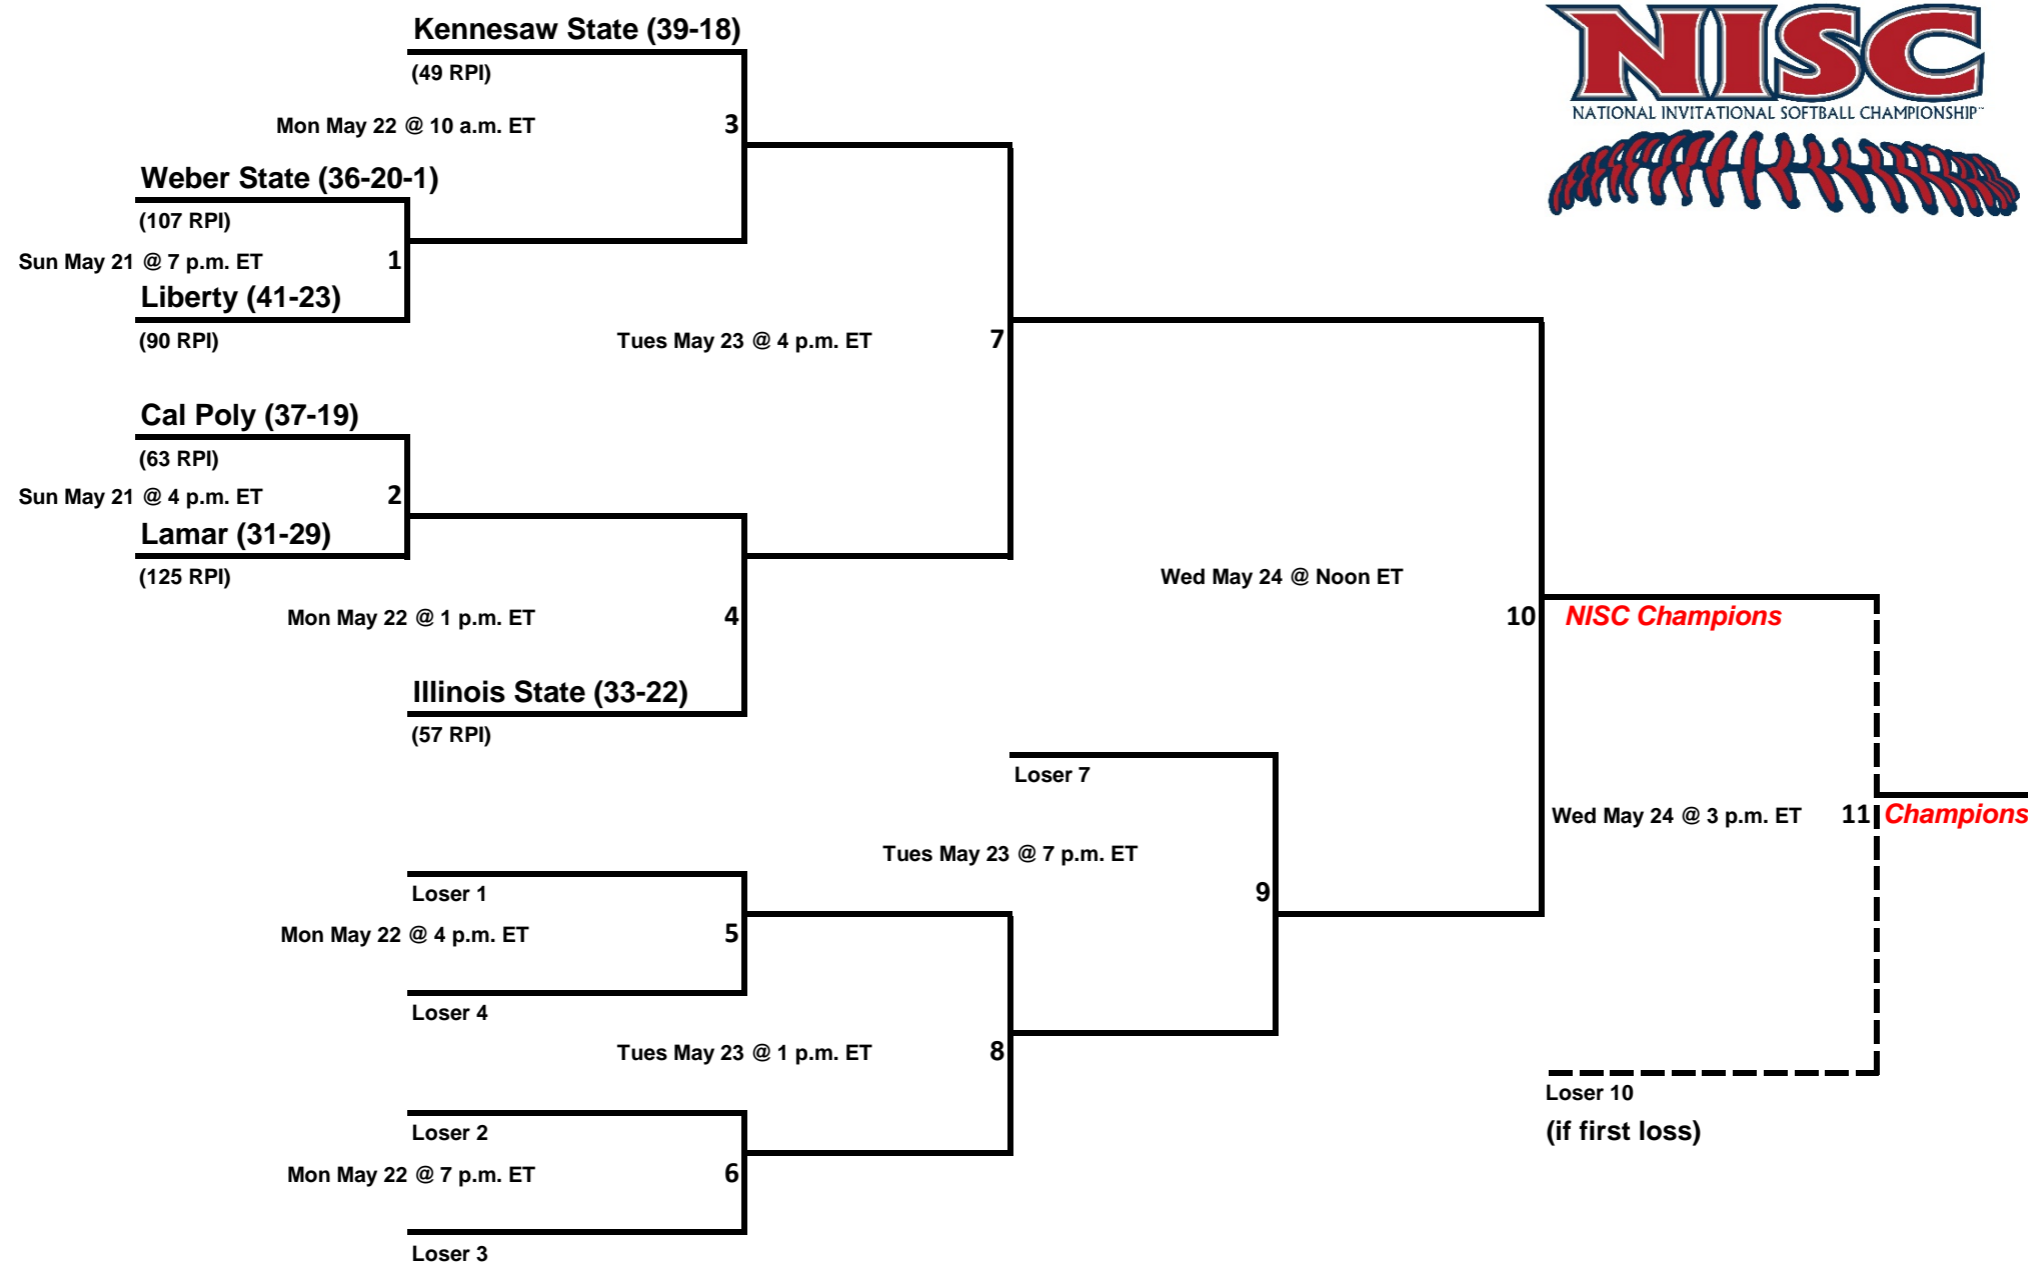 Kennesaw State (39-18)
(49 RPI)
NISC
NATIONAL INVITATIONAL SOFTBALL CHAMPIONSHIP™
Mon May 22 @ 10 a.m. ET
3
Weber State (36-20-1)
(107 RPI)
Sun May 21 @ 7 p.m. ET
1
Liberty (41-23)
(90 RPI)
Tues May 23 @ 4 p.m. ET
7
Cal Poly (37-19)
(63 RPI)
Sun May 21 @ 4 p.m. ET
2
Lamar (31-29)
(125 RPI)
Wed May 24 @ Noon ET
10
NISC Champions
Mon May 22 @ 1 p.m. ET
4
Illinois State (33-22)
(57 RPI)
Loser 7
Wed May 24 @ 3 p.m. ET
11
Champions
Tues May 23 @ 7 p.m. ET
9
Loser 1
Mon May 22 @ 4 p.m. ET
5
Loser 4
Tues May 23 @ 1 p.m. ET
8
Loser 10
(if first loss)
Loser 2
Mon May 22 @ 7 p.m. ET
6
Loser 3